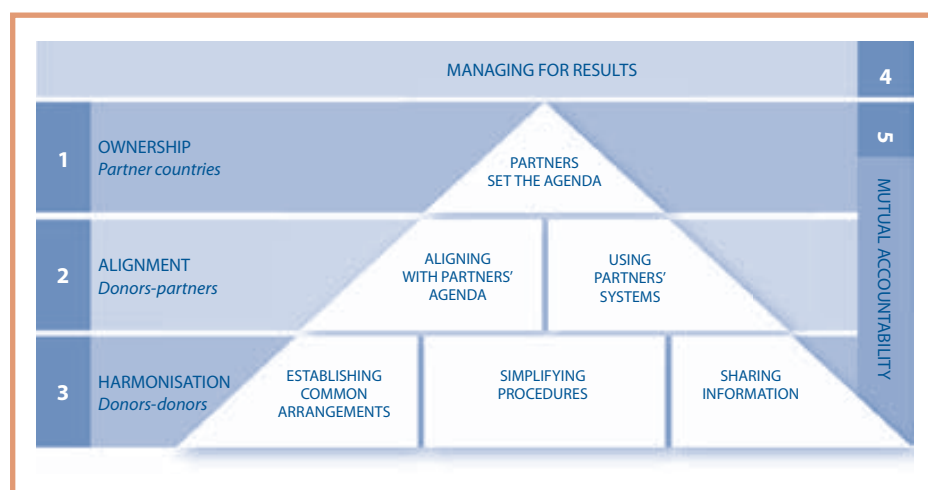 MANAGING FOR RESULTS
4
1
OWNERSHIP
Partner countries
PARTNERS
SET THE AGENDA
5
MUTUAL ACCOUNTABILITY
2
ALIGNMENT
Donors-partners
ALIGNING
WITH PARTNERS’
AGENDA
USING
PARTNERS’
SYSTEMS
3
HARMONISATION
Donors-donors
ESTABLISHING
COMMON
ARRANGEMENTS
SIMPLIFYING
PROCEDURES
SHARING
INFORMATION